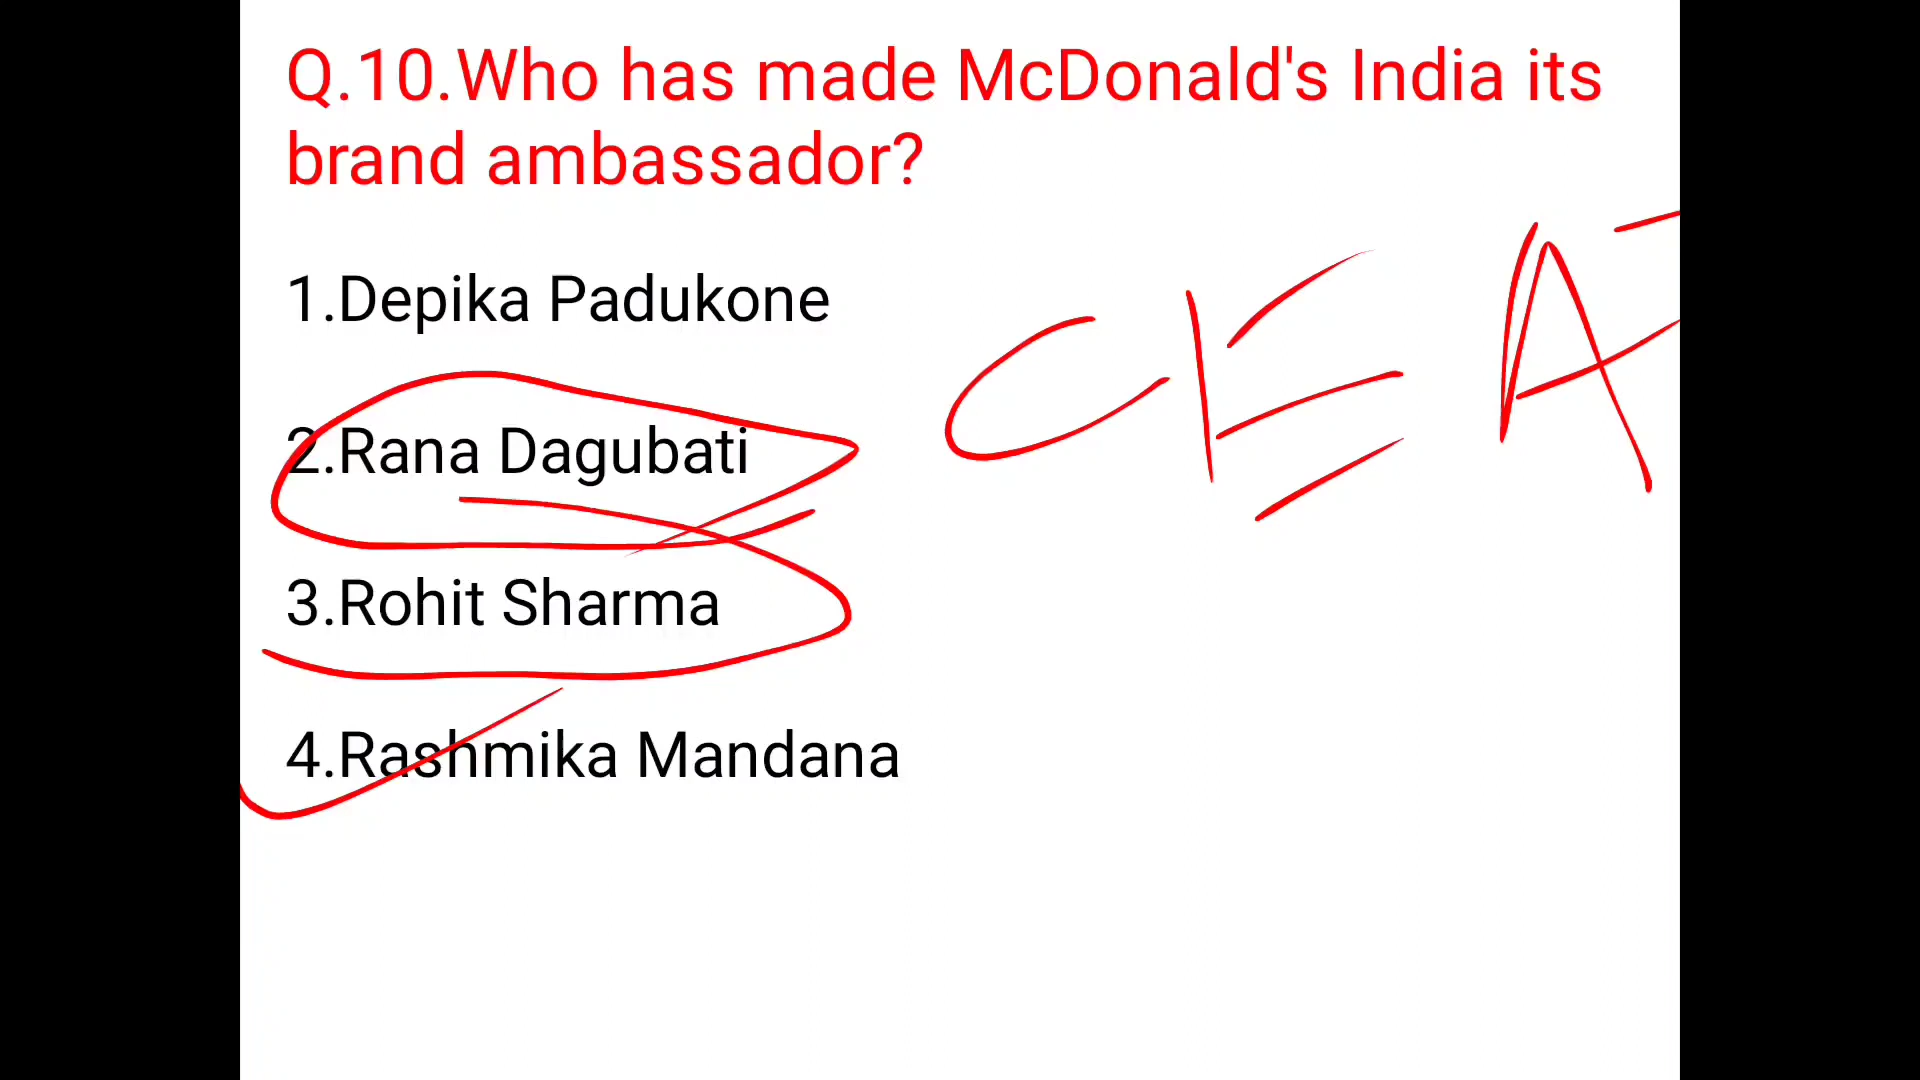 Q.10.Who has made McDonald's India its
brand ambassador?
1.Depika Padukone
2.Rana Dagubati
3.Rohit Sharma
4.Rashmika Mandana
CEAT